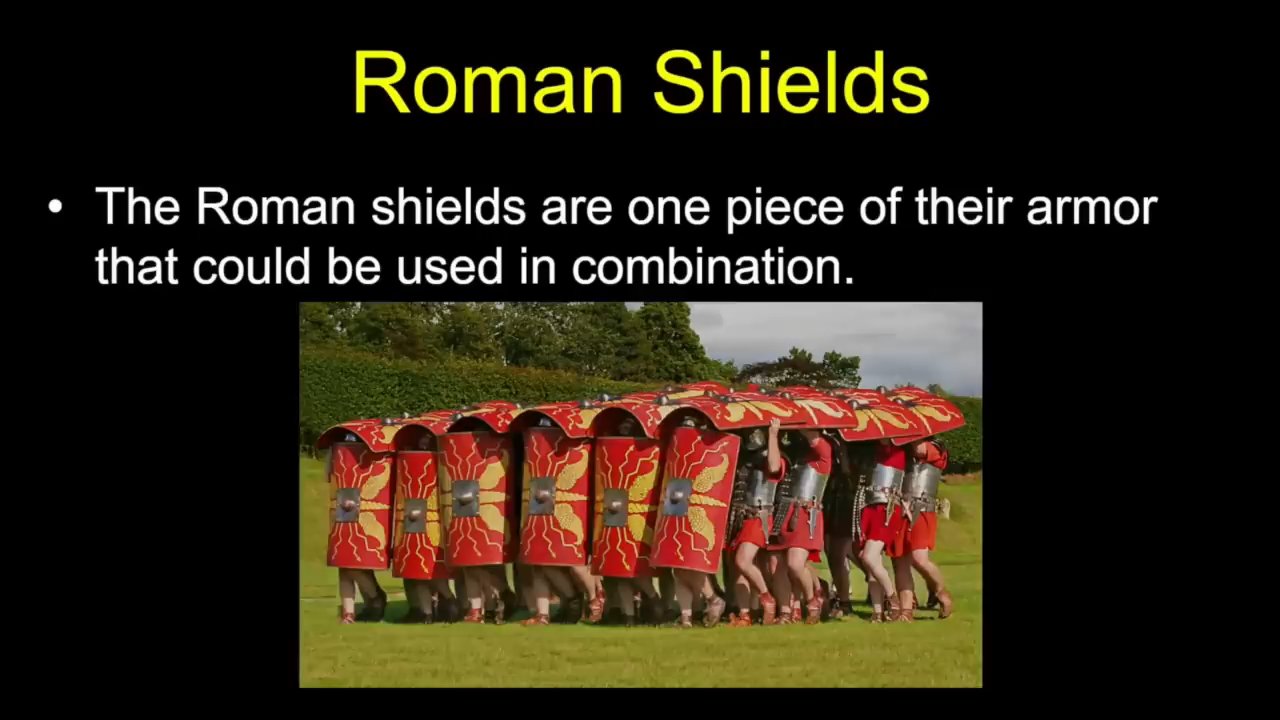 Roman Shields
• The Roman shields are one piece of their armor
that could be used in combination.